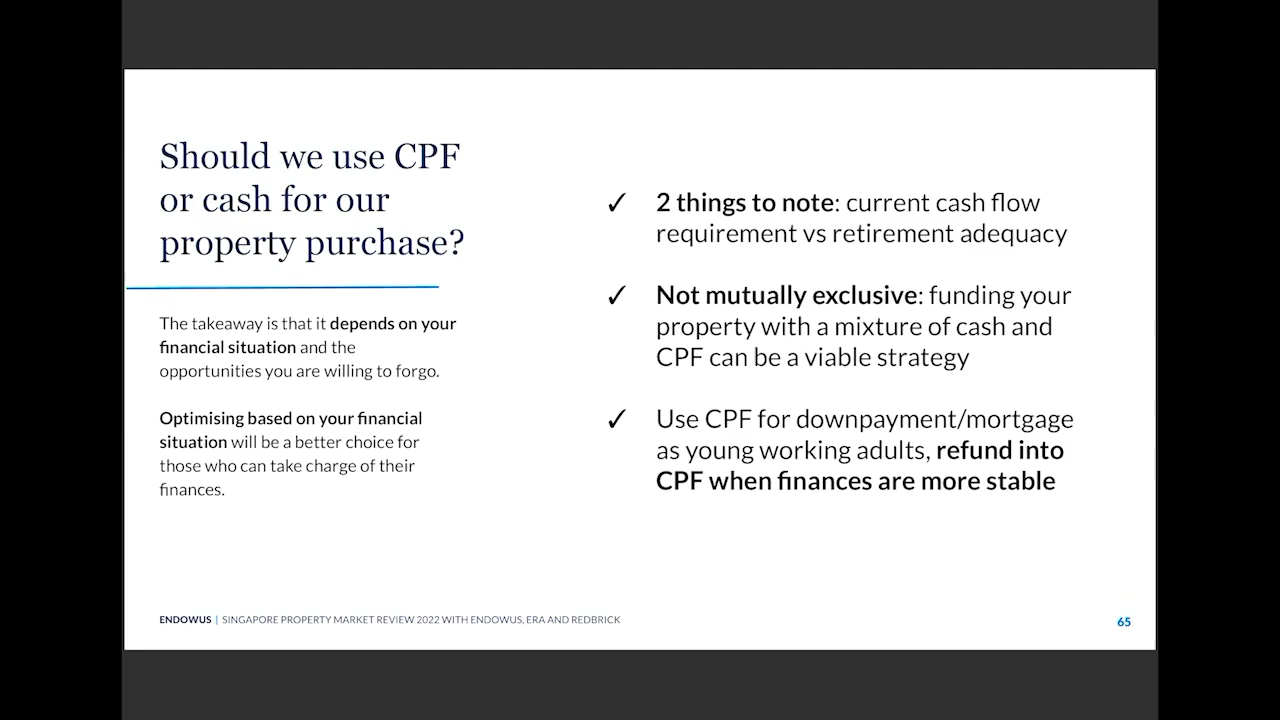 Should we use CPF
or cash for our
property purchase?
The takeaway is that it depends on your
financial situation and the
opportunities you are willing to forgo.
Optimising based on your financial
situation will be a better choice for
those who can take charge of their
finances.
✓ 2 things to note: current cash flow
requirement vs retirement adequacy
✓ Not mutually exclusive: funding your
property with a mixture of cash and
CPF can be a viable strategy
✓ Use CPF for downpayment/mortgage
as young working adults, refund into
CPF when finances are more stable
ENDOWUS | SINGAPORE PROPERTY MARKET REVIEW 2022 WITH ENDOWUS, ERA AND REDBRICK
65